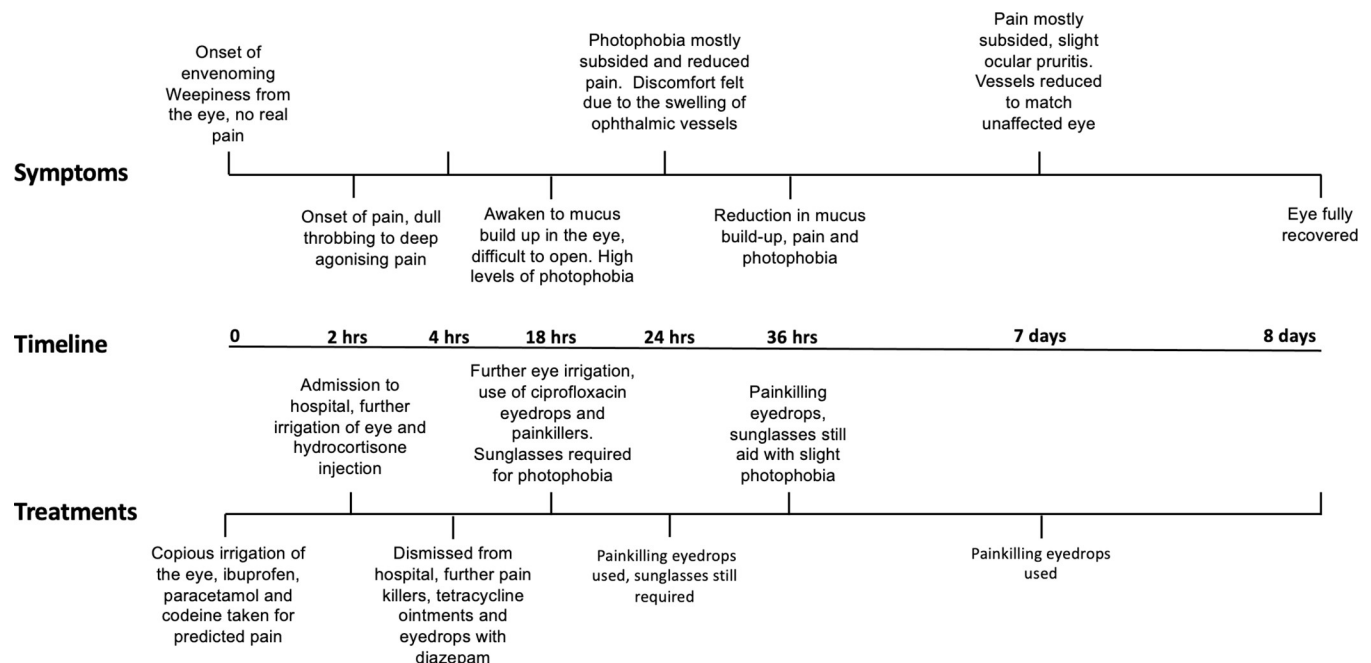 Onset of
envenoming
Weepiness from
the eye, no real
pain
Photophobia mostly
subsided and reduced
pain.  Discomfort felt
due to the swelling of
ophthalmic vessels
Pain mostly
subsided, slight
ocular pruritis.
Vessels reduced
to match
unaffected eye
Symptoms
Onset of pain, dull
throbbing to deep
agonising pain
Awaken to mucus
build up in the eye,
difficult to open. High
levels of photophobia
Reduction in mucus
build-up, pain and
photophobia
Eye fully
recovered
Timeline
0 2 hrs 4 hrs 18 hrs 24 hrs 36 hrs 7 days 8 days
Admission to
hospital, further
irrigation of eye and
hydrocortisone
injection
Further eye irrigation,
use of ciprofloxacin
eyedrops and
painkillers.
Sunglasses required
for photophobia
Painkilling
eyedrops,
sunglasses still
aid with slight
photophobia
Treatments
Copious irrigation of
the eye, ibuprofen,
paracetamol and
codeine taken for
predicted pain
Dismissed from
hospital, further pain
killers, tetracycline
ointments and
eyedrops with
diazepam
Painkilling eyedrops
used, sunglasses still
required
Painkilling eyedrops
used